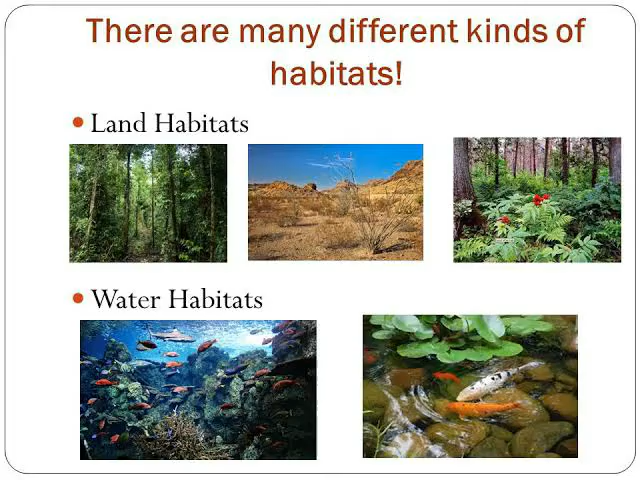 There are many different kinds of
habitats!
Land Habitats
Water Habitats